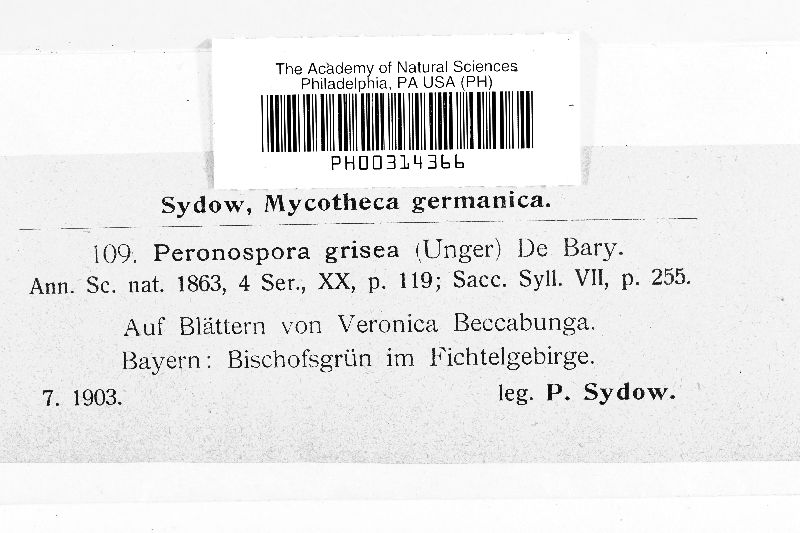 The Academy of Natural Sciences
Philadelphia, PA USA (PH)
PH00314366
Sydow, Mycotheca germanica.
109. Peronospora grisea (Unger) De Bary.
Ann. Sc. nat. 1863, 4 Ser., XX, p. 119; Sacc. Syll. VII, p. 255.
Auf Blättern von Veronica Beccabunga.
Bayern: Bischofsgrün im Fichtelgebirge.
7. 1903. leg. P. Sydow.